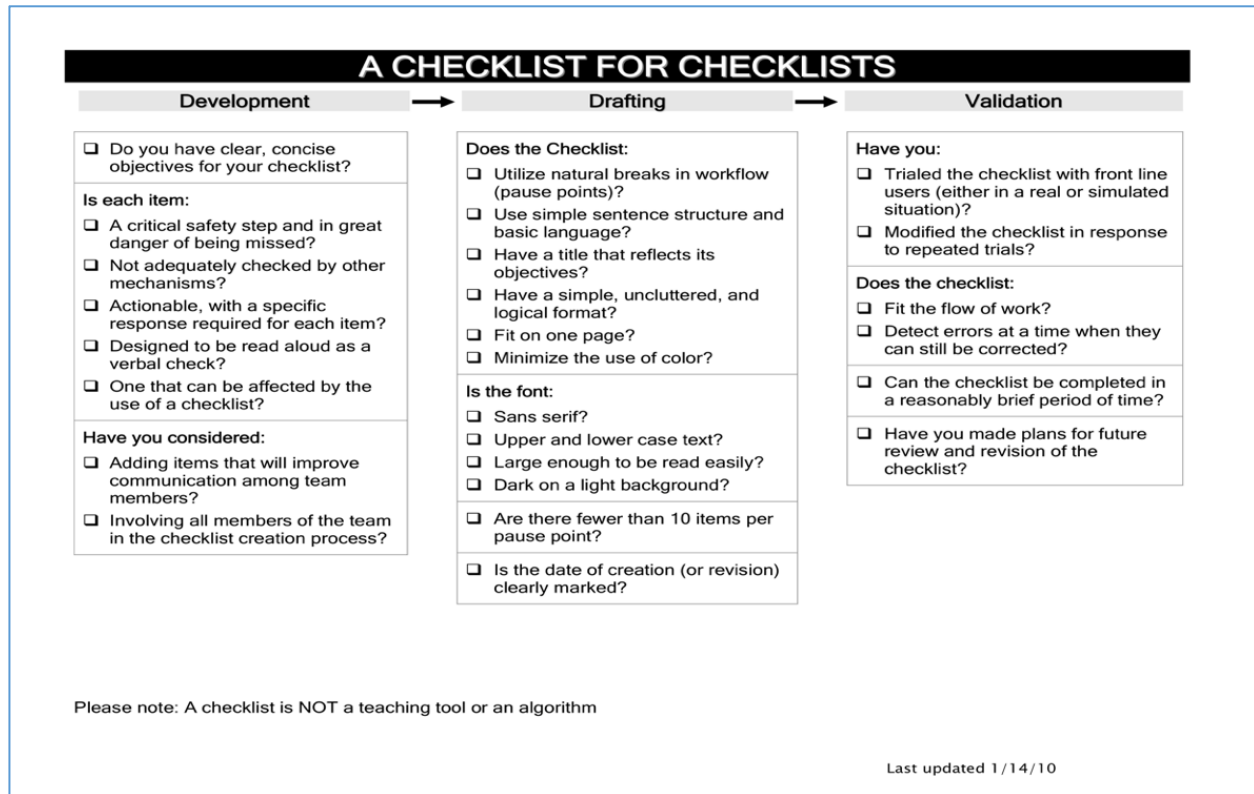 A CHECKLIST FOR CHECKLISTS
Development
Drafting
Validation
❑ Do you have clear, concise
objectives for your checklist?
Is each item:
❑ A critical safety step and in great
danger of being missed?
❑ Not adequately checked by other
mechanisms?
❑ Actionable, with a specific
response required for each item?
❑ Designed to be read aloud as a
verbal check?
❑ One that can be affected by the
use of a checklist?
Have you considered:
❑ Adding items that will improve
communication among team
members?
❑ Involving all members of the team
in the checklist creation process?
Does the Checklist:
❑ Utilize natural breaks in workflow
(pause points)?
❑ Use simple sentence structure and
basic language?
❑ Have a title that reflects its
objectives?
❑ Have a simple, uncluttered, and
logical format?
❑ Fit on one page?
❑ Minimize the use of color?
Is the font:
❑ Sans serif?
❑ Upper and lower case text?
❑ Large enough to be read easily?
❑ Dark on a light background?
❑ Are there fewer than 10 items per
pause point?
❑ Is the date of creation (or revision)
clearly marked?
Have you:
❑ Trialed the checklist with front line
users (either in a real or simulated
situation)?
❑ Modified the checklist in response
to repeated trials?
Does the checklist:
❑ Fit the flow of work?
❑ Detect errors at a time when they
can still be corrected?
❑ Can the checklist be completed in
a reasonably brief period of time?
❑ Have you made plans for future
review and revision of the
checklist?
Please note: A checklist is NOT a teaching tool or an algorithm
Last updated 1/14/10